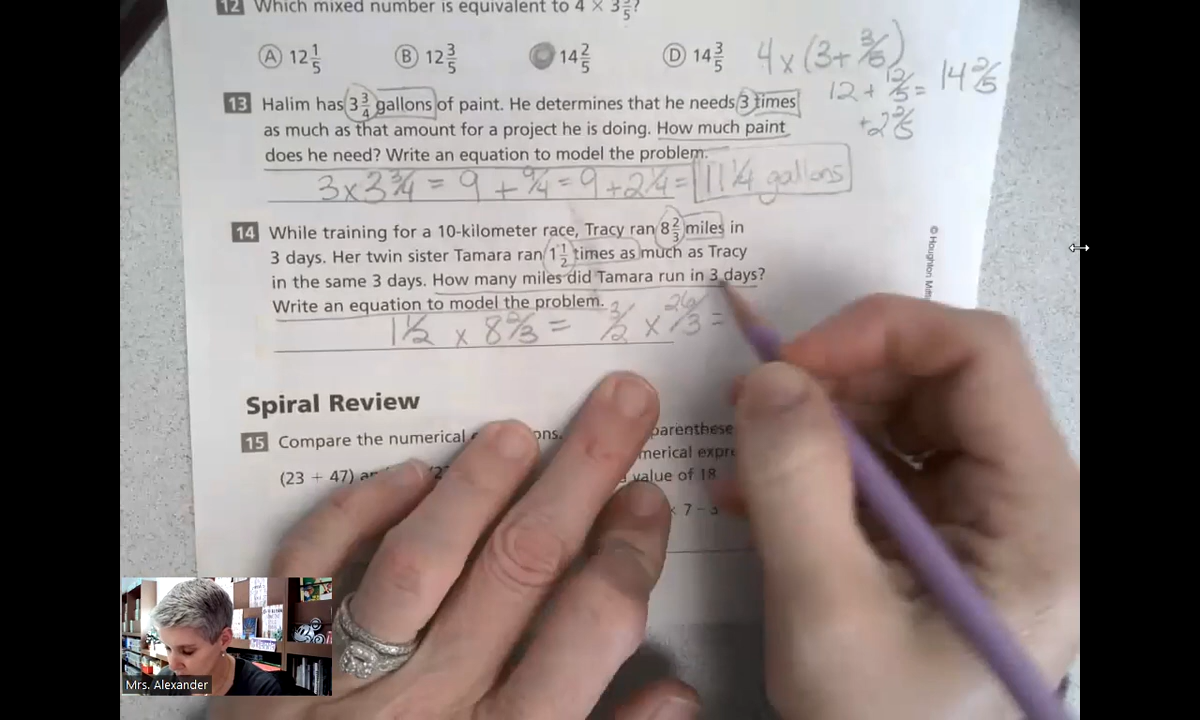 12 Which mixed number is equivalent to 4 × 3 3/5?
A 12 1/5 B 12 3/5 14 2/5 D 14 3/5
4 x (3 + 3/5)
12 + 12/5 = 14 2/5
+2 2/5
13 Halim has 3 3/4 gallons of paint. He determines that he needs 3 times
as much as that amount for a project he is doing. How much paint
does he need? Write an equation to model the problem.
3 x 3 3/4 = 9 + 9/4 = 9 + 2 1/4 = 11 1/4 gallons
14 While training for a 10-kilometer race, Tracy ran 8 2/3 miles in
3 days. Her twin sister Tamara ran 1 1/2 times as much as Tracy
in the same 3 days. How many miles did Tamara run in 3 days?
Write an equation to model the problem.
1 1/2 x 8 2/3 = 3/2 x 26/3 =
Spiral Review
15 Compare the numerical
(23 + 47)
value of 18
7 −
© Houghton
Mrs. Alexander